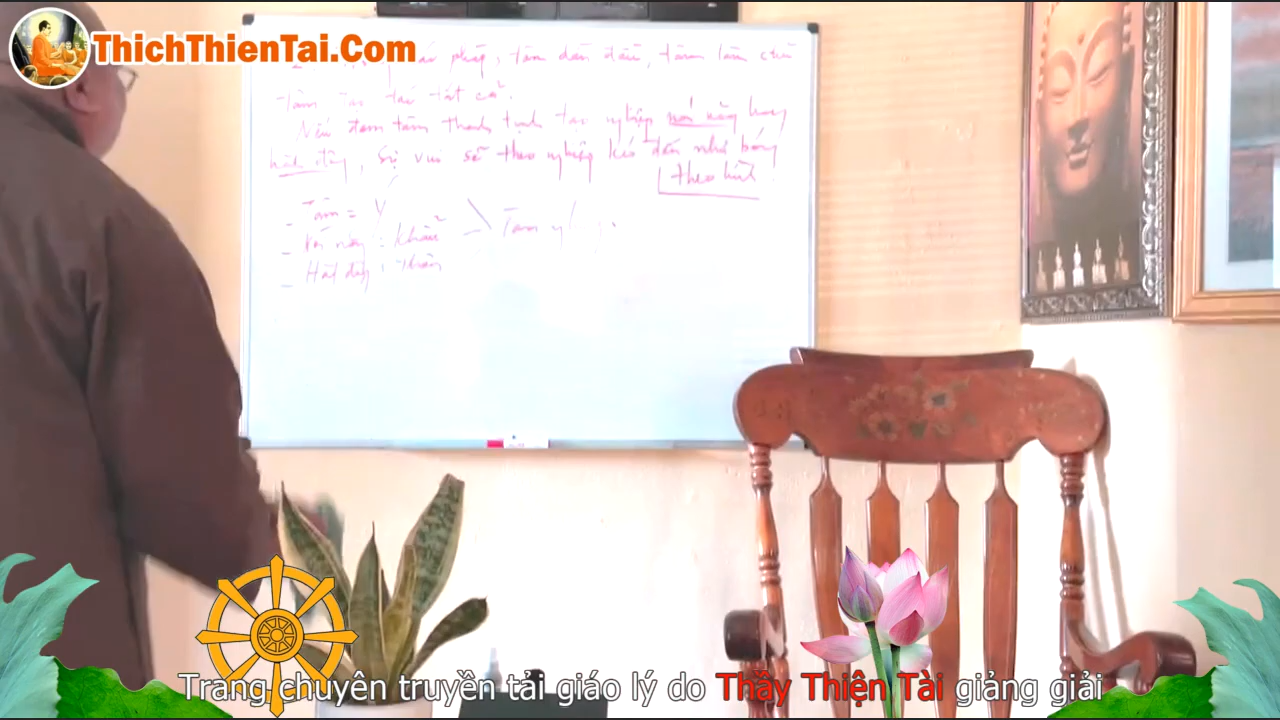 ThichThienTai.Com
pháp, tâm dẫn đầu, tâm làm chủ
tâm tạo tác tất cả.
Nếu đem tâm thanh tịnh tạo nghiệp nói năng hay
hành động, sự vui sẽ theo nghiệp kéo đến như bóng
theo hình
- Tâm = Ý
- Nói năng : khẩu
- Hành động : thân
Trang chuyên truyền tải giáo lý do Thầy Thiện Tài giảng giải